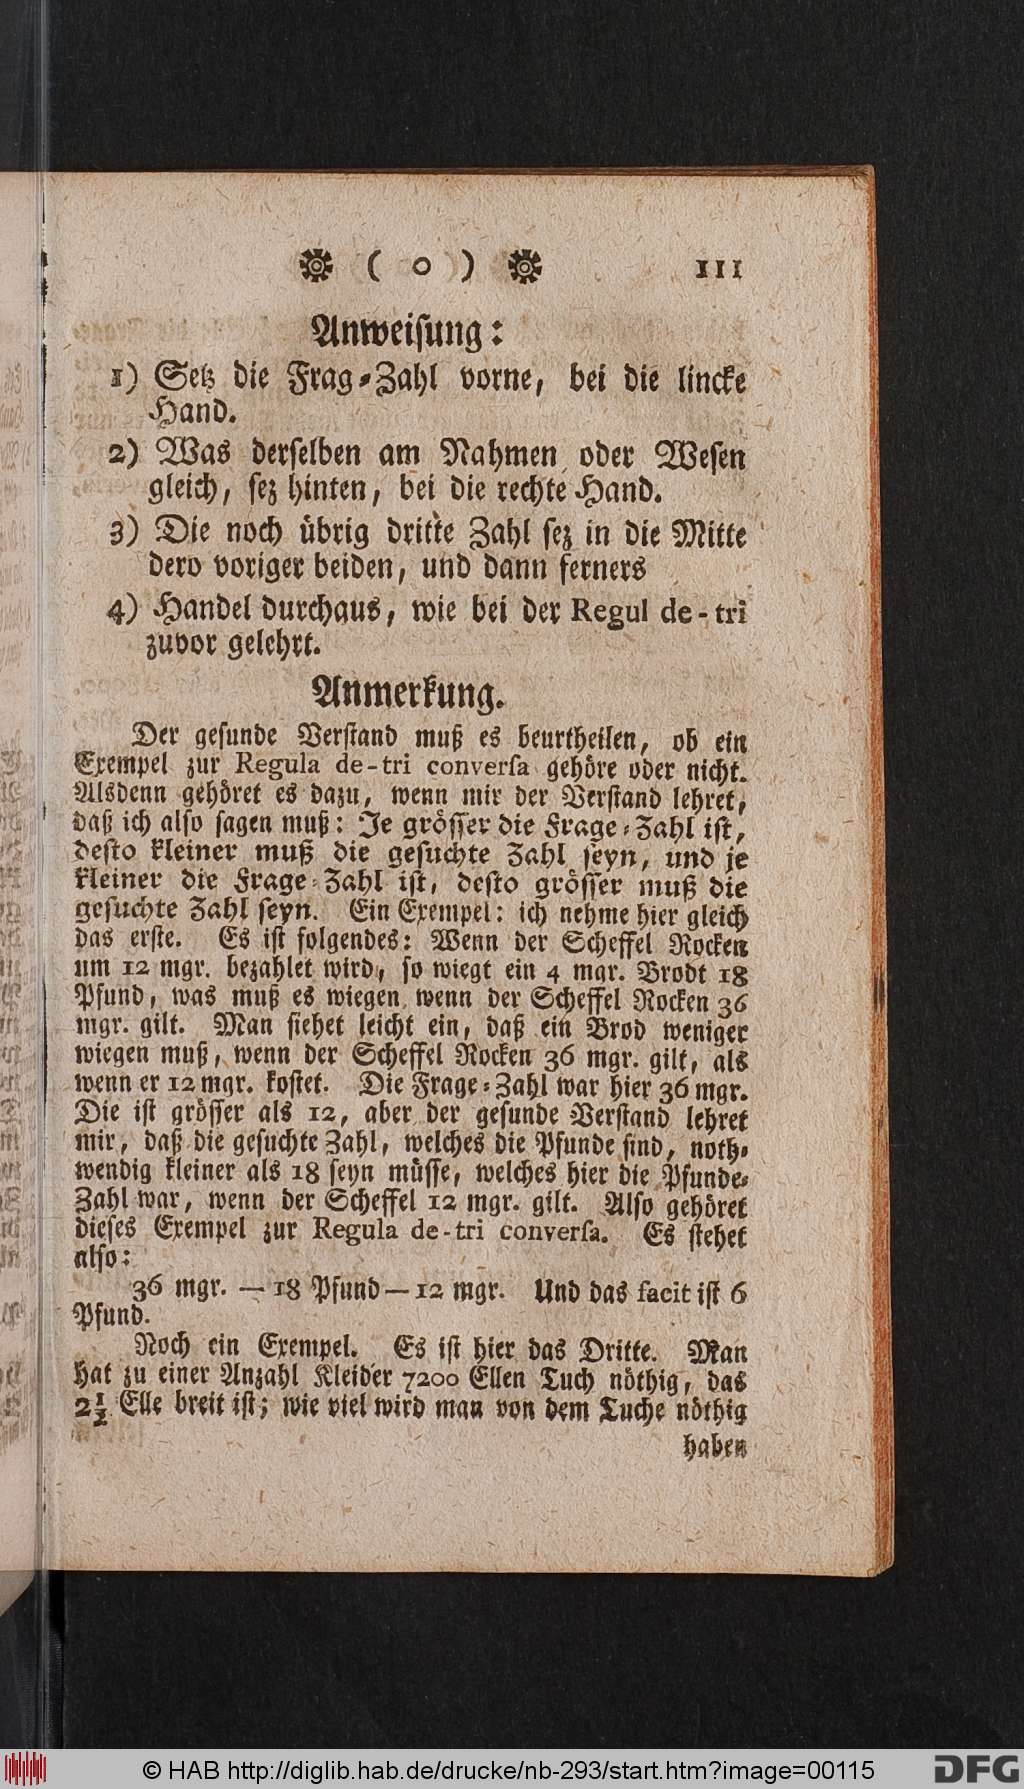 ( o ) 111
Anweisung:
1) Setz die Frag-Zahl vorne, bei die lincke
Hand.
2) Was derselben am Nahmen oder Wesen
gleich, sez hinten, bei die rechte Hand.
3) Die noch übrig dritte Zahl sez in die Mitte
dero voriger beiden, und dann ferners
4) Handel durchaus, wie bei der Regul de-tri
zuvor gelehrt.
Anmerkung.
Der gesunde Verstand muß es beurtheilen, ob ein
Exempel zur Regula de-tri conversa gehöre oder nicht.
Alsdenn gehöret es dazu, wenn mir der Verstand lehret,
daß ich also sagen muß: Je grösser die Frage-Zahl ist,
desto kleiner muß die gesuchte Zahl seyn, und je
kleiner die Frage-Zahl ist, desto grösser muß die
gesuchte Zahl seyn. Ein Exempel: ich nehme hier gleich
das erste. Es ist folgendes: Wenn der Scheffel Rocken
um 12 mgr. bezahlet wird, so wiegt ein 4 mgr. Brodt 18
Pfund, was muß es wiegen wenn der Scheffel Rocken 36
mgr. gilt. Man siehet leicht ein, daß ein Brod weniger
wiegen muß, wenn der Scheffel Rocken 36 mgr. gilt, als
wenn er 12 mgr. kostet. Die Frage-Zahl war hier 36 mgr.
Die ist grösser als 12, aber der gesunde Verstand lehret
mir, daß die gesuchte Zahl, welches die Pfunde sind, noth-
wendig kleiner als 18 seyn müsse, welches hier die Pfunde-
Zahl war, wenn der Scheffel 12 mgr. gilt. Also gehöret
dieses Exempel zur Regula de-tri conversa. Es stehet
also:
36 mgr. — 18 Pfund — 12 mgr. Und das facit ist 6
Pfund.
Noch ein Exempel. Es ist hier das Dritte. Man
hat zu einer Anzahl Kleider 7200 Ellen Tuch nöthig, das
2½ Elle breit ist; wie viel wird man von dem Tuche nöthig
haben
© HAB http://diglib.hab.de/drucke/nb-293/start.htm?image=00115
DFG